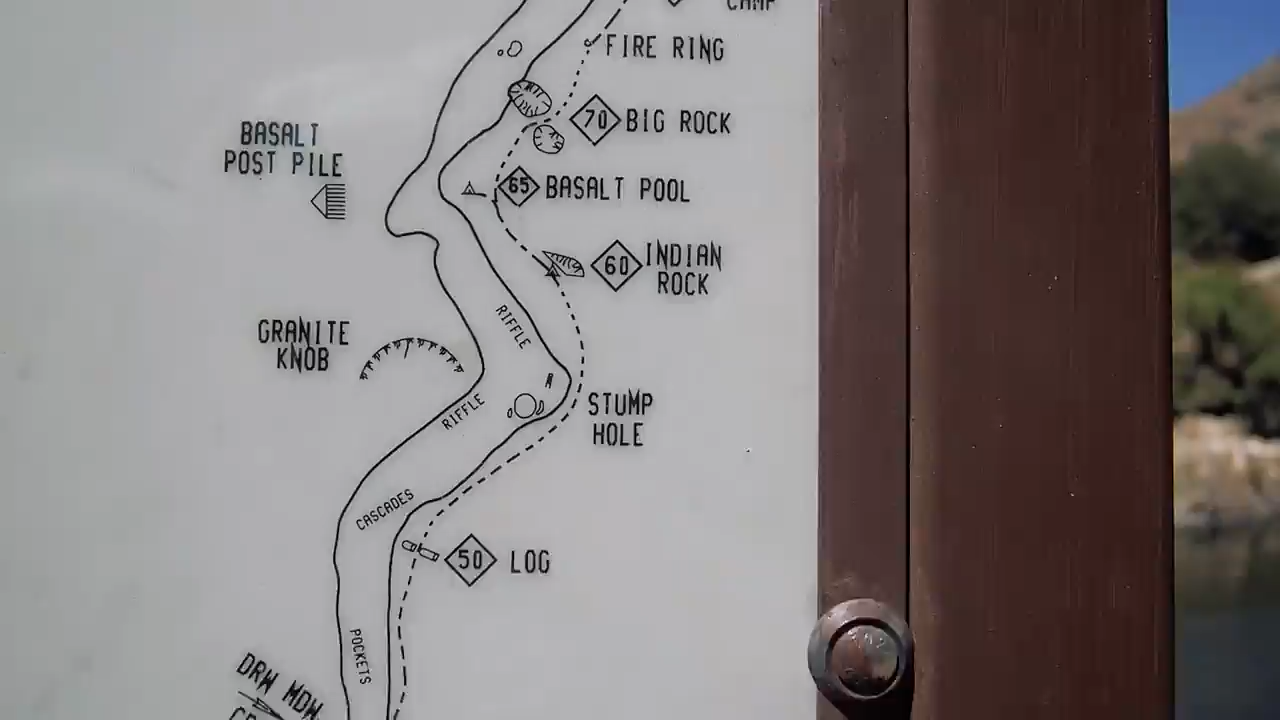 CAMP
FIRE RING
70 BIG ROCK
BASALT
POST PILE
65 BASALT POOL
60 INDIAN
ROCK
RIFFLE
GRANITE
KNOB
RIFFLE
STUMP
HOLE
CASCADES
50 LOG
POCKETS
DRW MDW